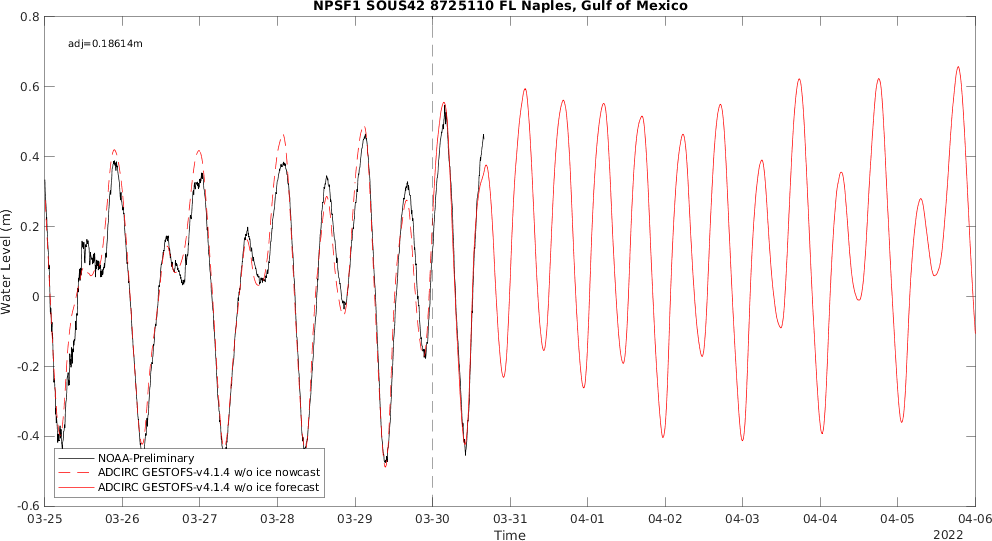 NPSF1 SOUS42 8725110 FL Naples, Gulf of Mexico
adj=0.18614m
0.8
0.6
0.4
0.2
0
-0.2
-0.4
-0.6
Water Level (m)
NOAA-Preliminary
ADCIRC GESTOFS-v4.1.4 w/o ice nowcast
ADCIRC GESTOFS-v4.1.4 w/o ice forecast
03-25 03-26 03-27 03-28 03-29 03-30 03-31 04-01 04-02 04-03 04-04 04-05 04-06
Time
2022